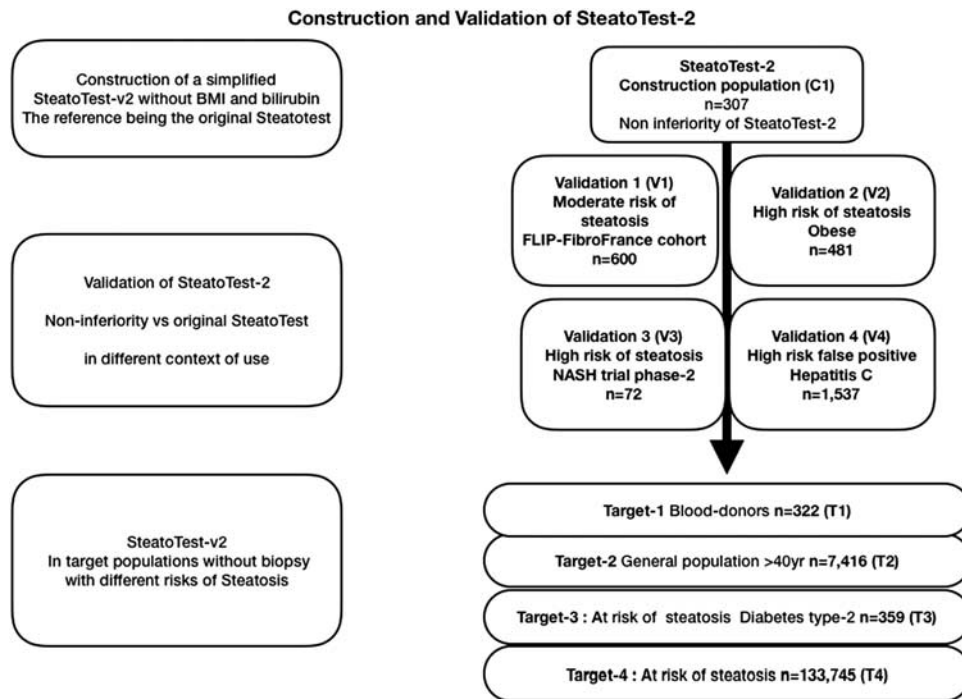 Construction and Validation of SteatoTest-2
Construction of a simplified
SteatoTest-v2 without BMI and bilirubin
The reference being the original Steatotest
SteatoTest-2
Construction population (C1)
n=307
Non inferiority of SteatoTest-2
Validation of SteatoTest-2
Non-inferiority vs original SteatoTest
in different context of use
Validation 1 (V1)
Moderate risk of
steatosis
FLIP-FibroFrance cohort
n=600
Validation 2 (V2)
High risk of steatosis
Obese
n=481
Validation 3 (V3)
High risk of steatosis
NASH trial phase-2
n=72
Validation 4 (V4)
High risk false positive
Hepatitis C
n=1,537
SteatoTest-v2
In target populations without biopsy
with different risks of Steatosis
Target-1 Blood-donors n=322 (T1)
Target-2 General population >40yr n=7,416 (T2)
Target-3 : At risk of steatosis Diabetes type-2 n=359 (T3)
Target-4 : At risk of steatosis n=133,745 (T4)